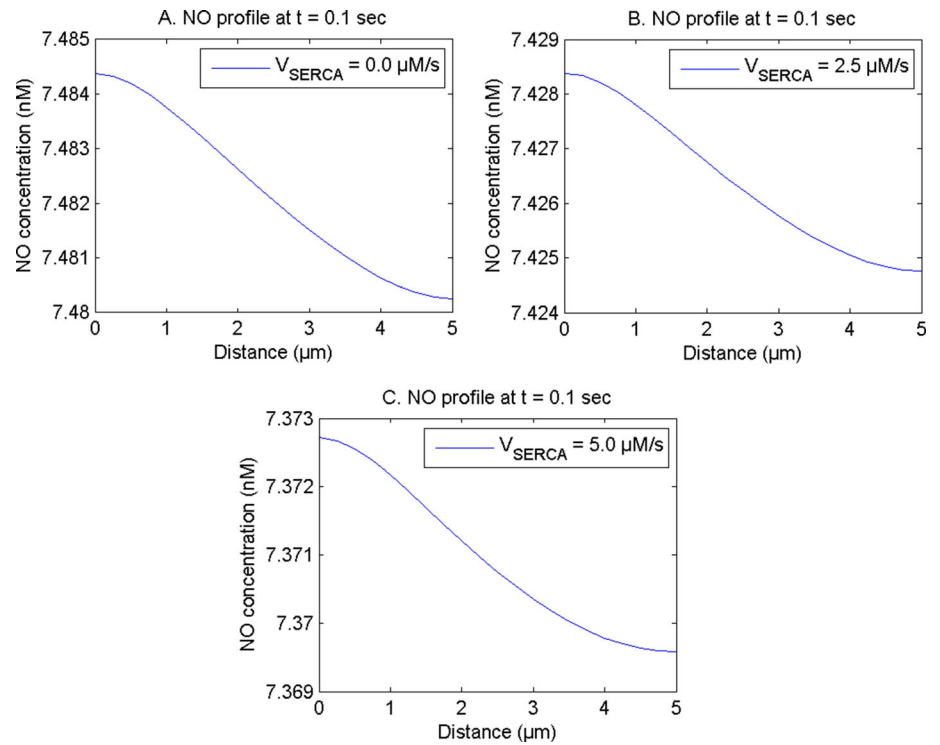 A. NO profile at t = 0.1 sec
NO concentration (nM)
7.485
7.484
7.483
7.482
7.481
7.48
V_SERCA = 0.0 µM/s
0 1 2 3 4 5
Distance (µm)
B. NO profile at t = 0.1 sec
NO concentration (nM)
7.429
7.428
7.427
7.426
7.425
7.424
V_SERCA = 2.5 µM/s
0 1 2 3 4 5
Distance (µm)
C. NO profile at t = 0.1 sec
NO concentration (nM)
7.373
7.372
7.371
7.37
7.369
V_SERCA = 5.0 µM/s
0 1 2 3 4 5
Distance (µm)